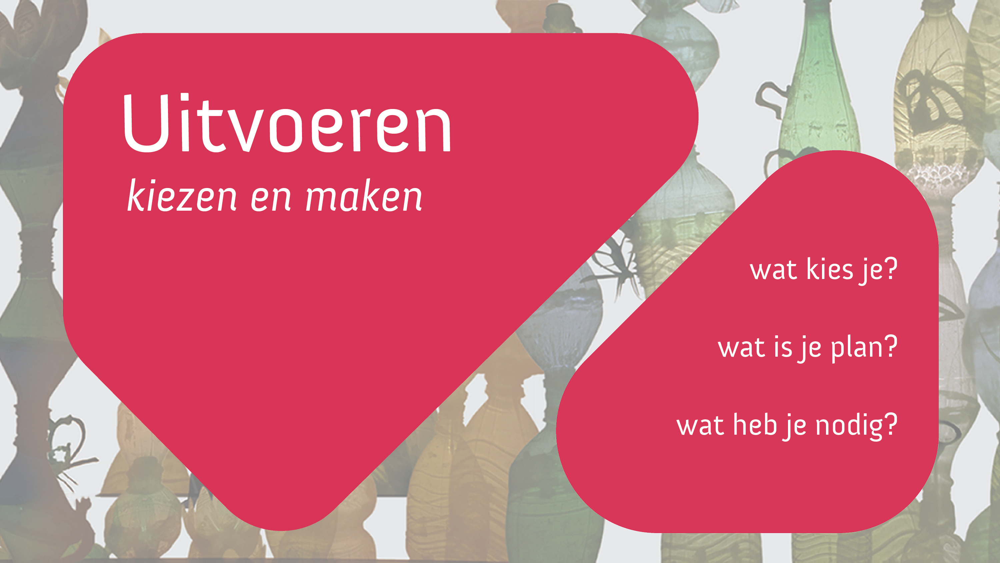 Uitvoeren
kiezen en maken
wat kies je?
wat is je plan?
wat heb je nodig?